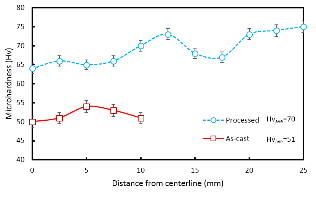 80
75
70
65
60
55
50
45
40
Microhardness (Hv)
Processed Hv =70
As-cast Hv =51
0 5 10 15 20 25
Distance from centerline (mm)